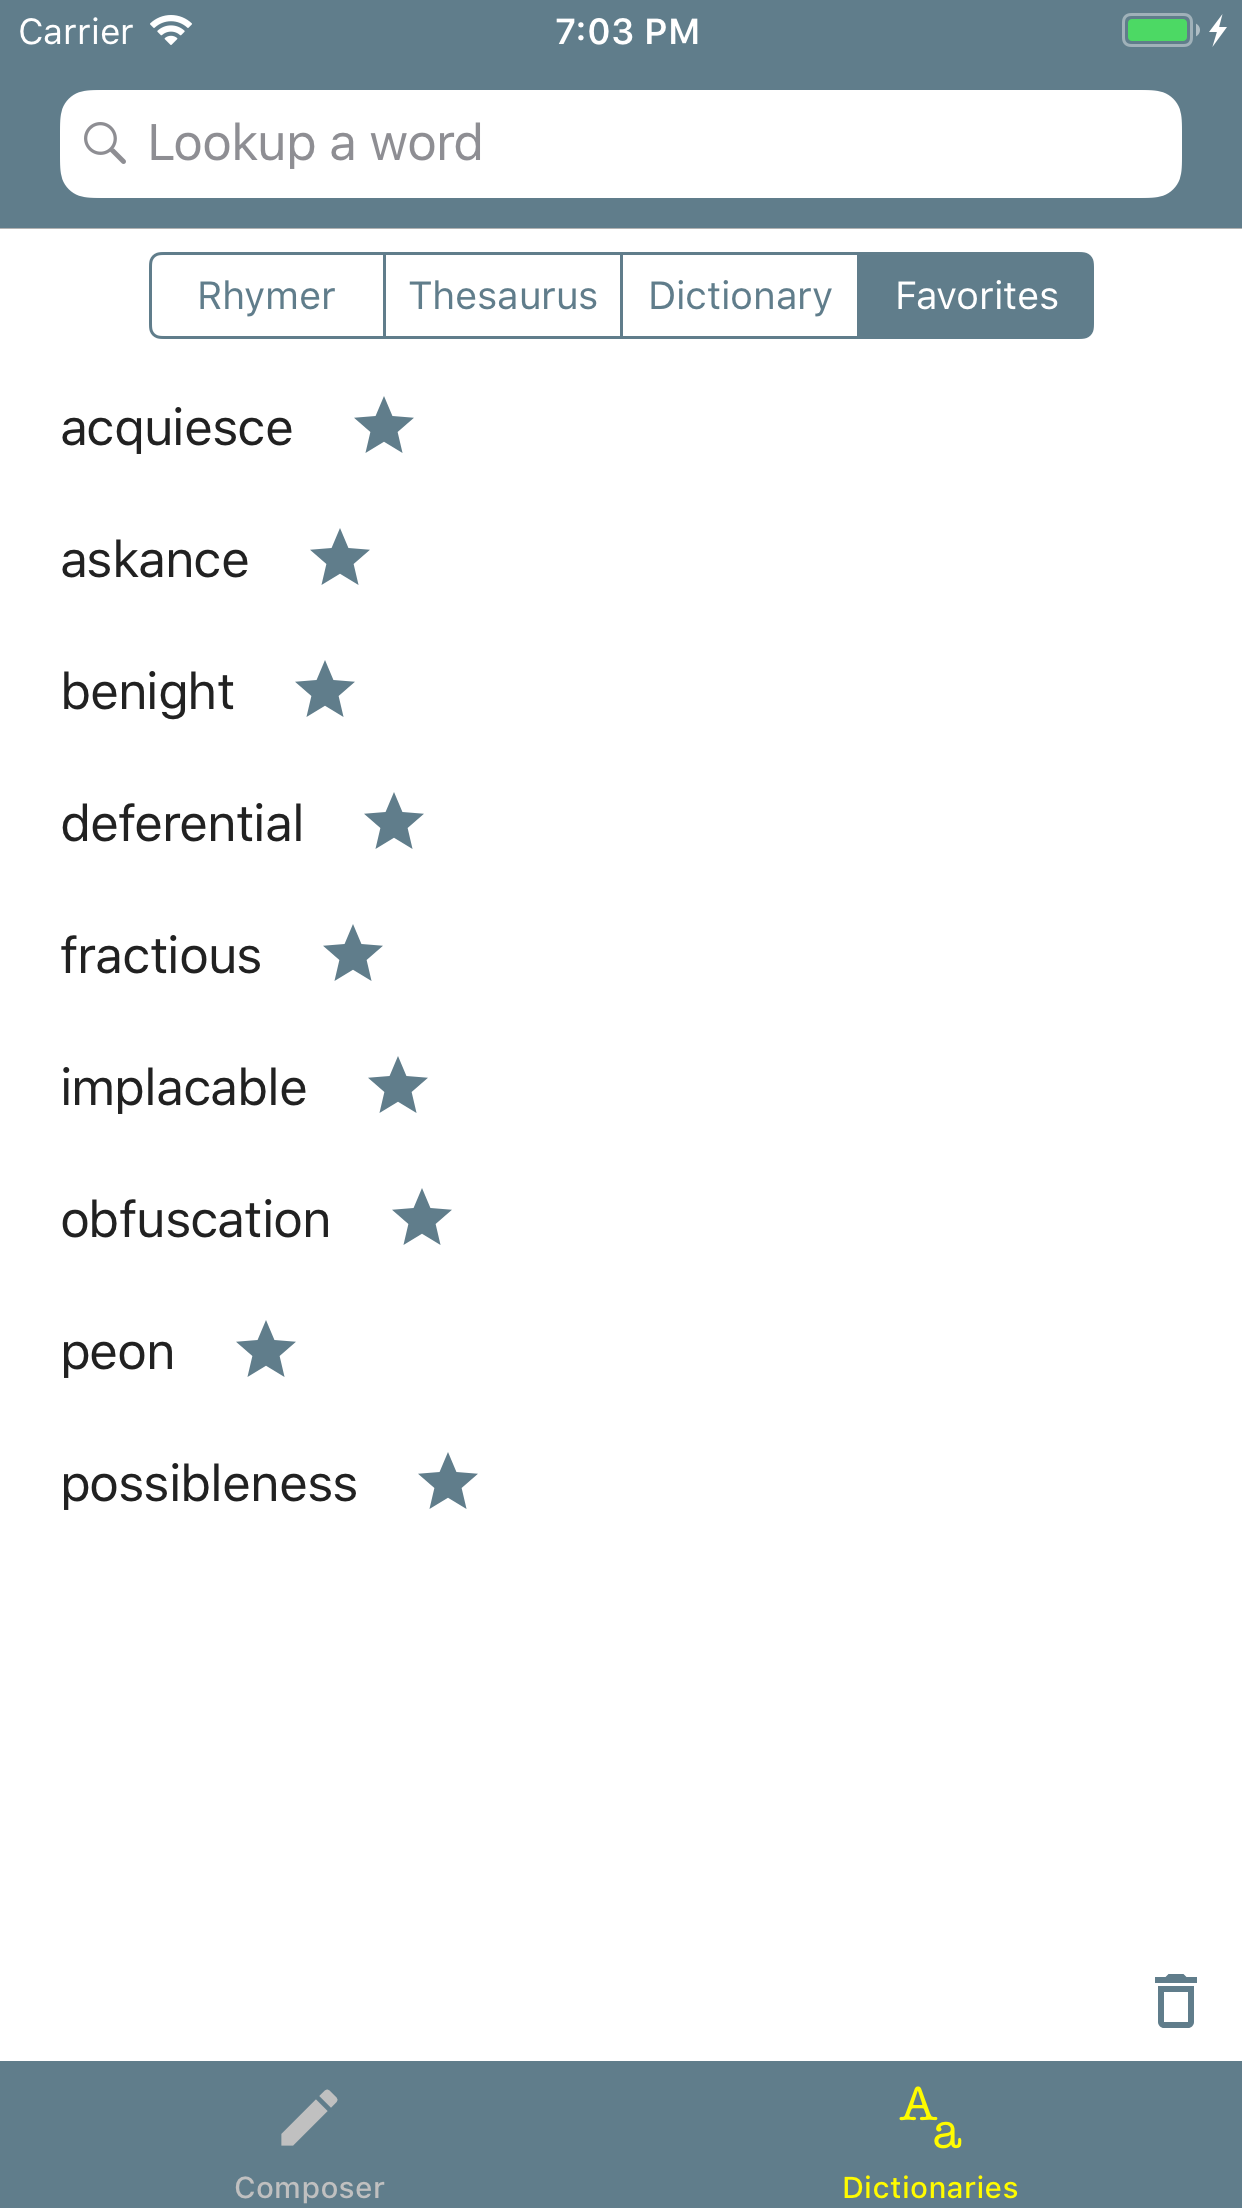 Carrier 7:03 PM
Lookup a word
Rhymer Thesaurus Dictionary Favorites
acquiesce
askance
benight
deferential
fractious
implacable
obfuscation
peon
possibleness
Aa
Composer Dictionaries